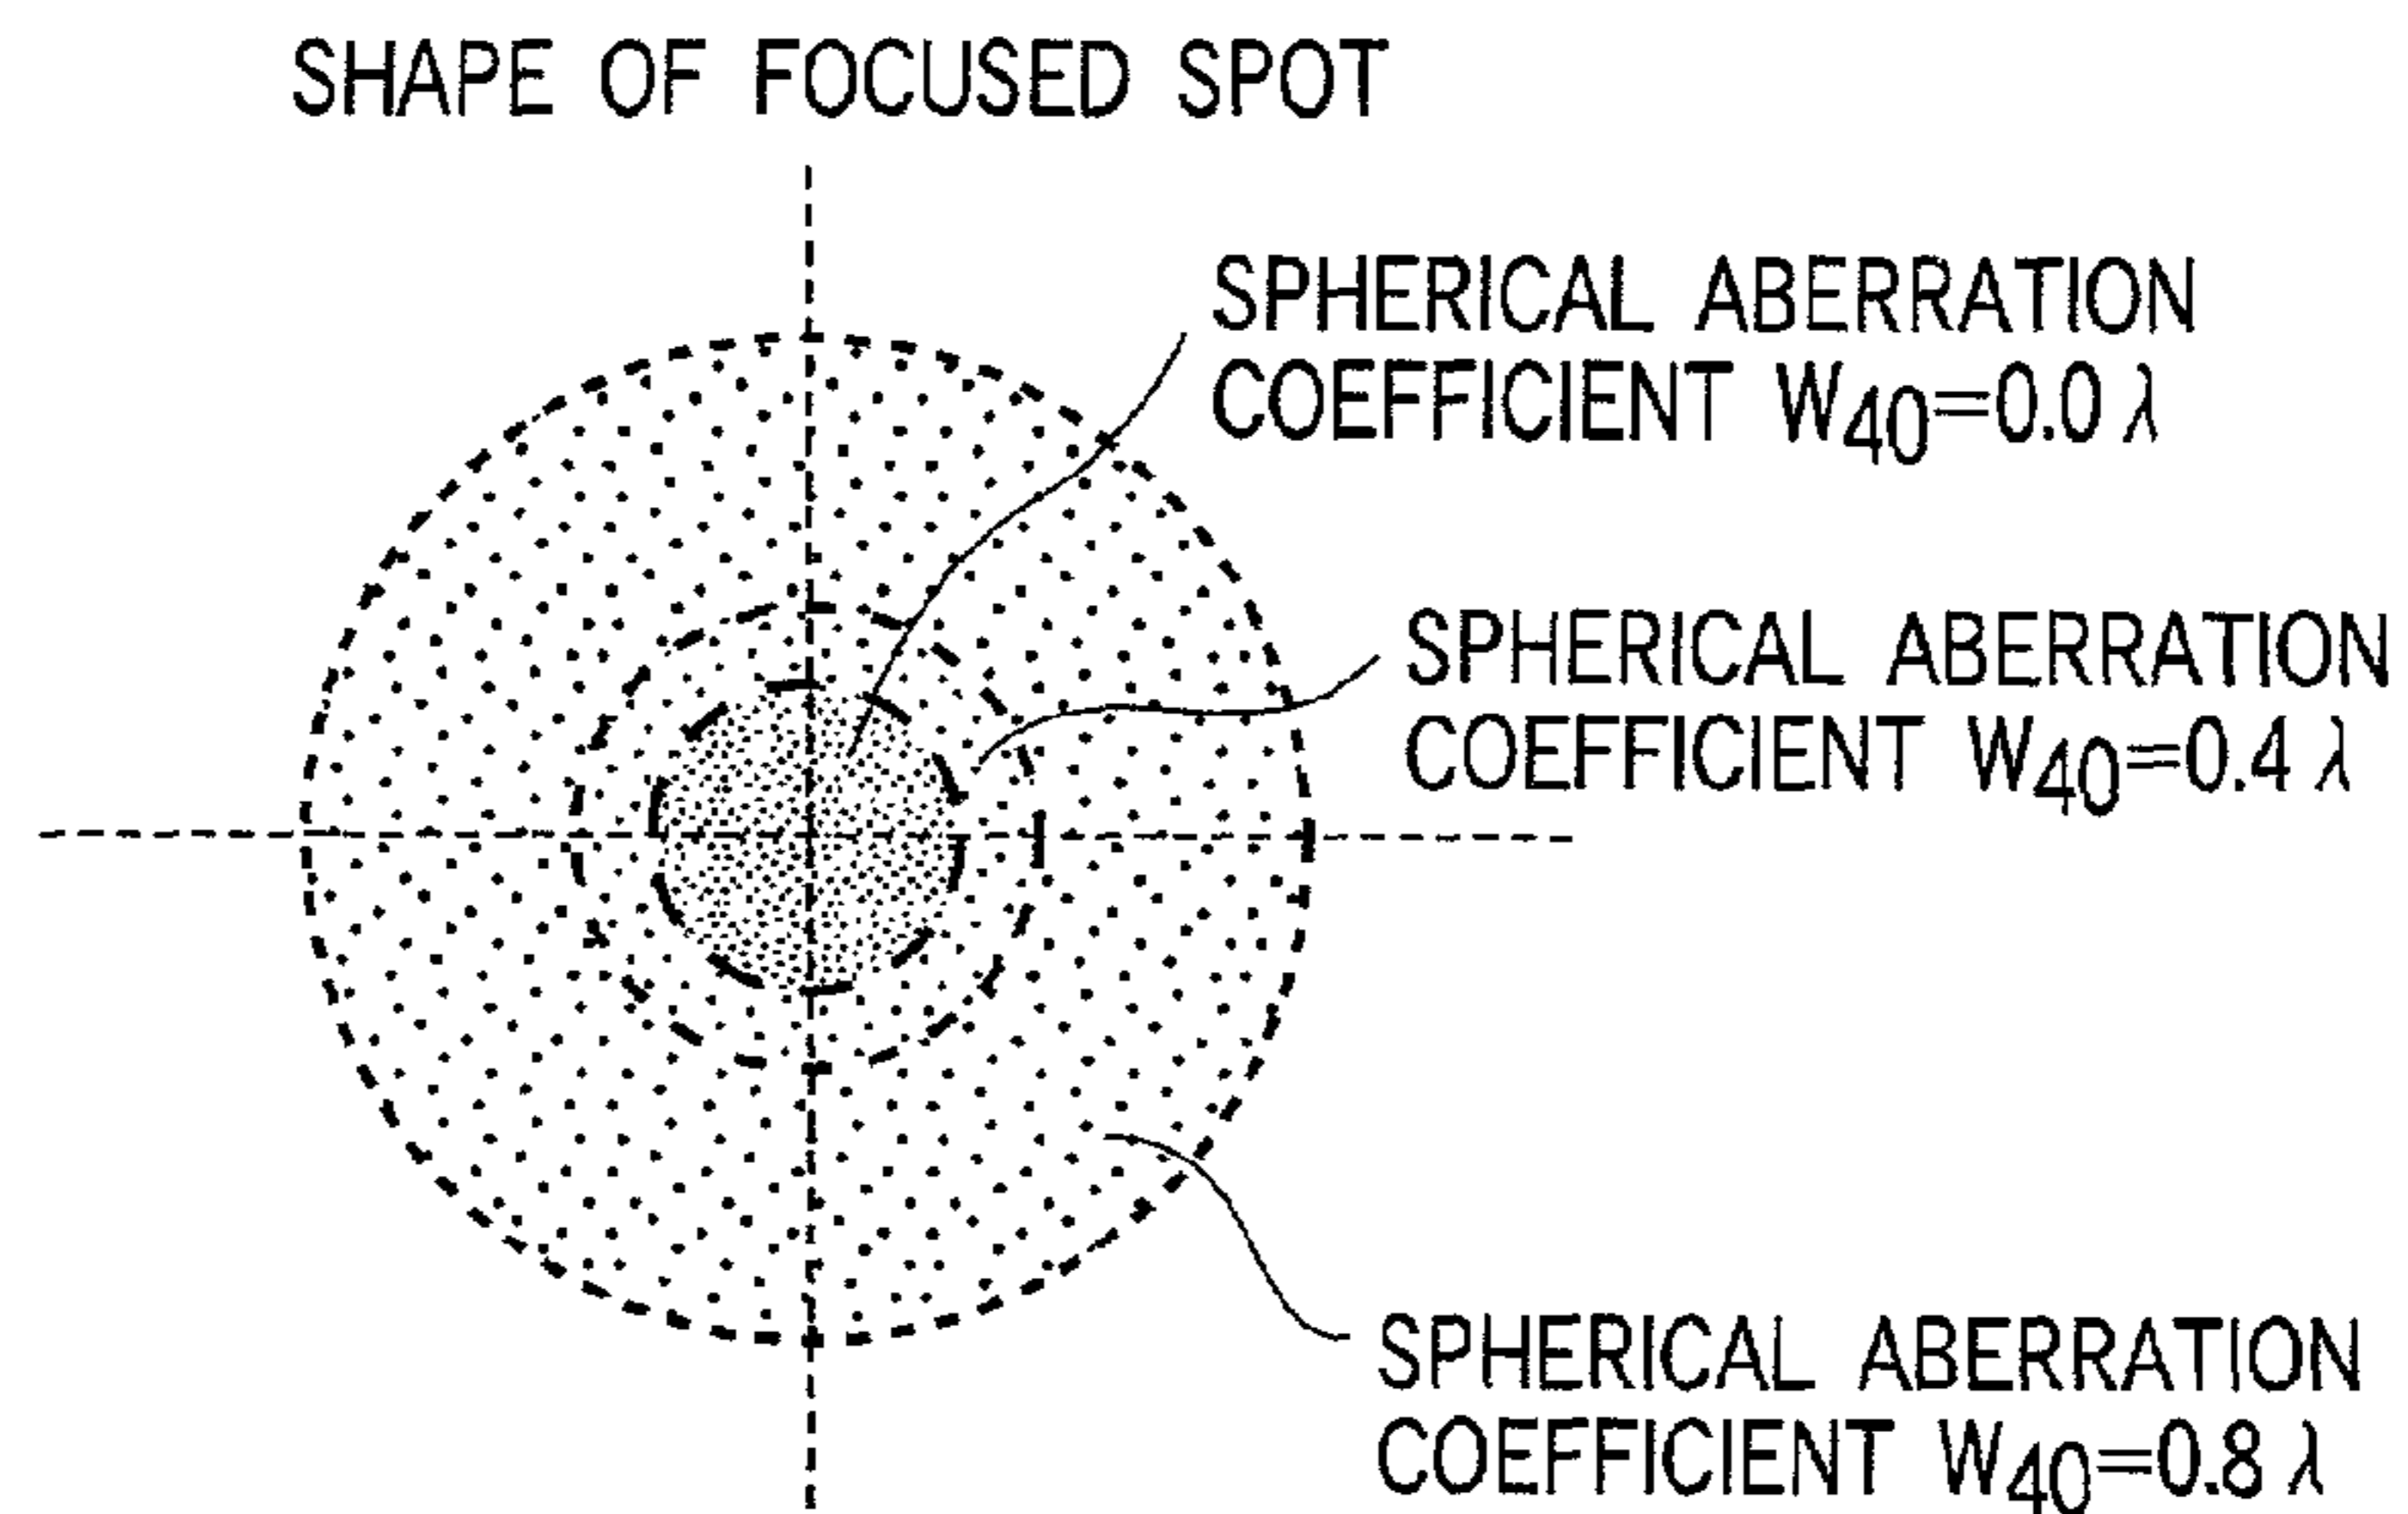 SHAPE OF FOCUSED SPOT
SPHERICAL ABERRATION
COEFFICIENT W40=0.0 λ
SPHERICAL ABERRATION
COEFFICIENT W40=0.4 λ
SPHERICAL ABERRATION
COEFFICIENT W40=0.8 λ